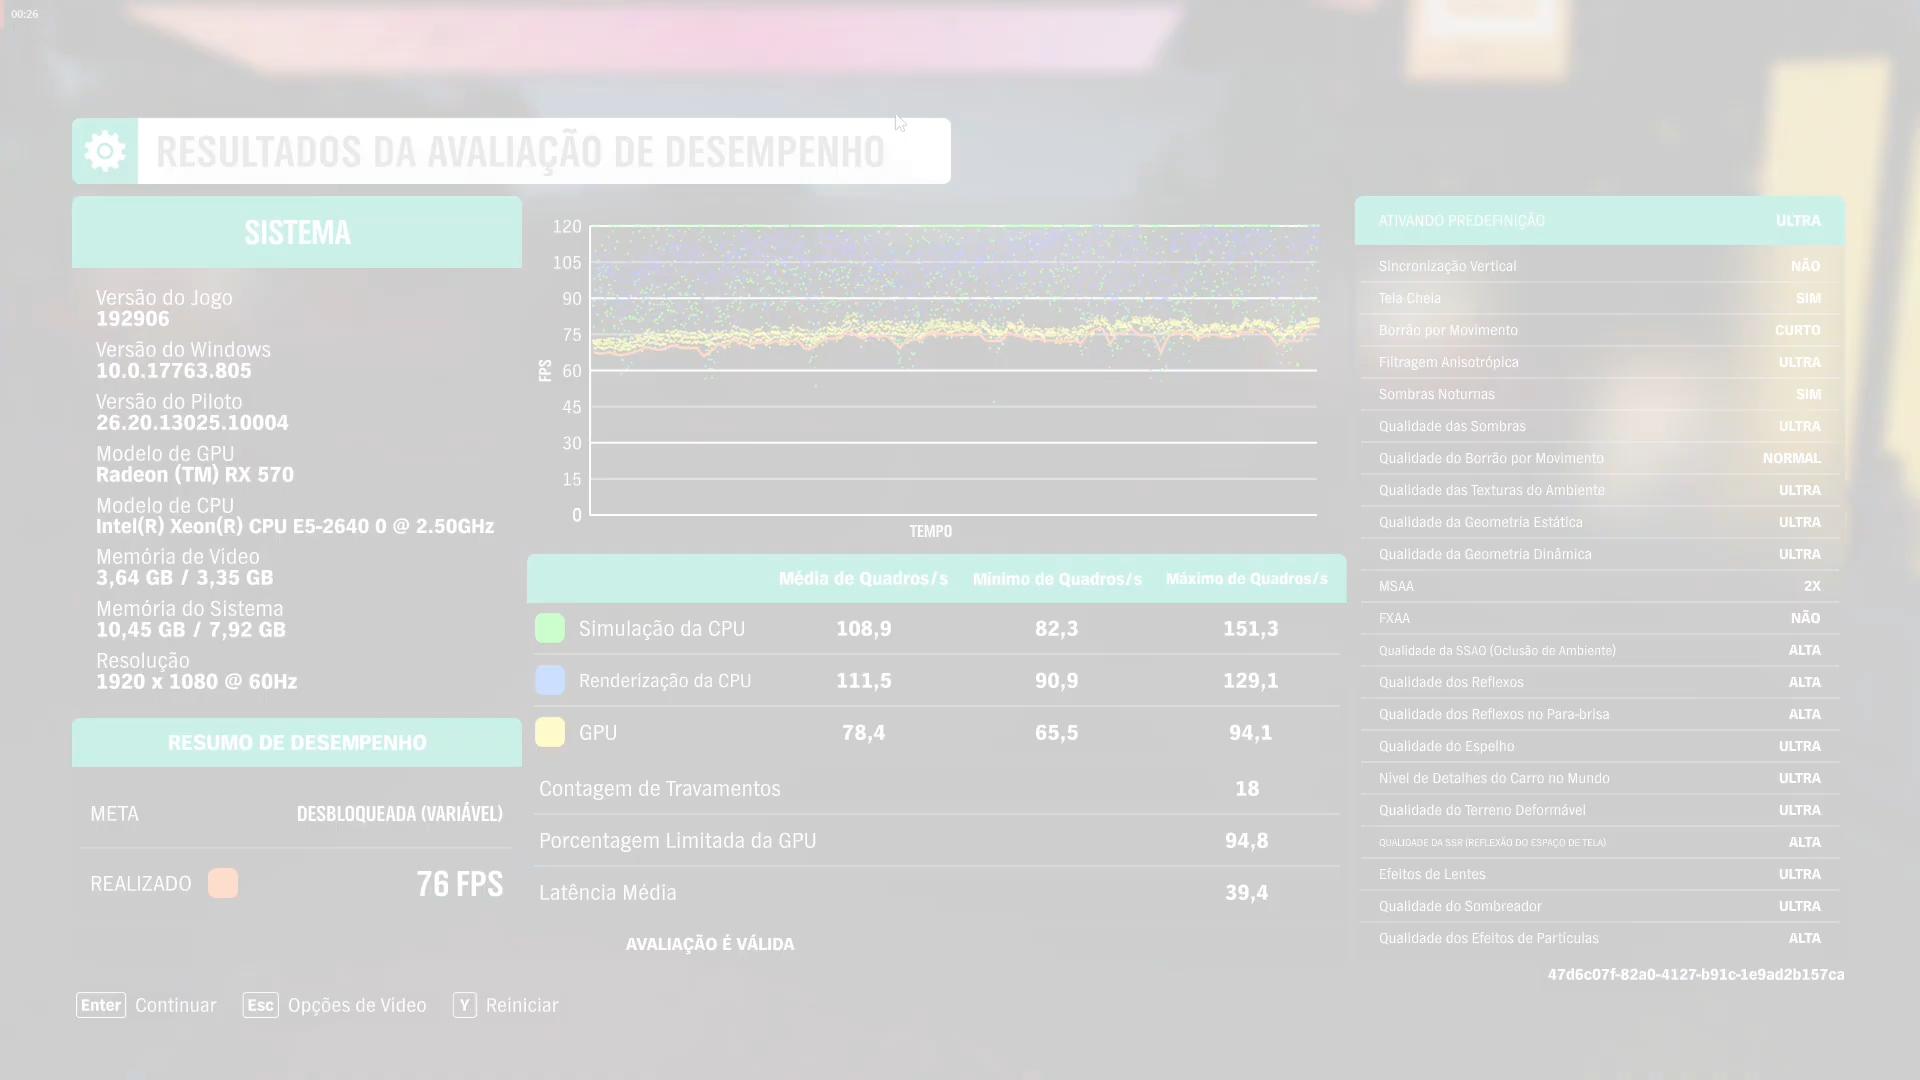 00:26
RESULTADOS DA AVALIAÇÃO DE DESEMPENHO
SISTEMA
Versão do Jogo
192906
Versão do Windows
10.0.17763.805
Versão do Piloto
26.20.13025.10004
Modelo de GPU
Radeon (TM) RX 570
Modelo de CPU
Intel(R) Xeon(R) CPU E5-2640 0 @ 2.50GHz
Memória de Vídeo
3,64 GB / 3,35 GB
Memória do Sistema
10,45 GB / 7,92 GB
Resolução
1920 x 1080 @ 60Hz
RESUMO DE DESEMPENHO
META DESBLOQUEADA (VARIÁVEL)
REALIZADO 76 FPS
120
105
90
75
60
45
30
15
0
FPS
TEMPO
Média de Quadros/s Mínimo de Quadros/s Máximo de Quadros/s
Simulação da CPU 108,9 82,3 151,3
Renderização da CPU 111,5 90,9 129,1
GPU 78,4 65,5 94,1
Contagem de Travamentos 18
Porcentagem Limitada da GPU 94,8
Latência Média 39,4
AVALIAÇÃO É VÁLIDA
ATIVANDO PREDEFINIÇÃO ULTRA
Sincronização Vertical NÃO
Tela Cheia SIM
Borrão por Movimento CURTO
Filtragem Anisotrópica ULTRA
Sombras Noturnas SIM
Qualidade das Sombras ULTRA
Qualidade do Borrão por Movimento NORMAL
Qualidade das Texturas do Ambiente ULTRA
Qualidade da Geometria Estática ULTRA
Qualidade da Geometria Dinâmica ULTRA
MSAA 2X
FXAA NÃO
Qualidade da SSAO (Oclusão de Ambiente) ALTA
Qualidade dos Reflexos ALTA
Qualidade dos Reflexos no Para-brisa ALTA
Qualidade do Espelho ULTRA
Nível de Detalhes do Carro no Mundo ULTRA
Qualidade do Terreno Deformável ULTRA
QUALIDADE DA SSR (REFLEXÃO DO ESPAÇO DE TELA) ALTA
Efeitos de Lentes ULTRA
Qualidade do Sombreador ULTRA
Qualidade dos Efeitos de Partículas ALTA
47d6c07f-82a0-4127-b91c-1e9ad2b157ca
Enter Continuar Esc Opções de Vídeo Y Reiniciar